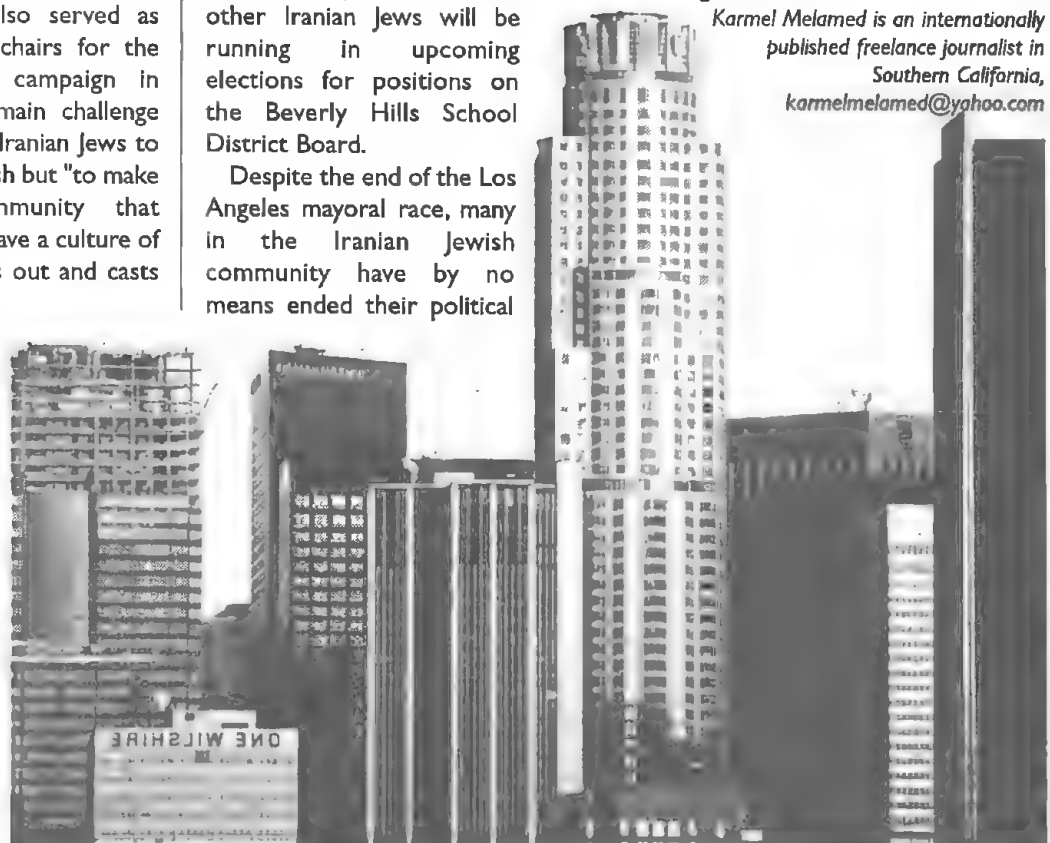 lso served as
chairs for the
campaign in
main challenge
Iranian Jews to
sh but "to make
nmunity that
ave a culture of
s out and casts
other Iranian Jews will be
running in upcoming
elections for positions on
the Beverly Hills School
District Board.
Despite the end of the Los
Angeles mayoral race, many
in the Iranian Jewish
community have by no
means ended their political
Karmel Melamed is an internationally
published freelance journalist in
Southern California,
karmelmelamed@yahoo.com
ONE WILSHIRE